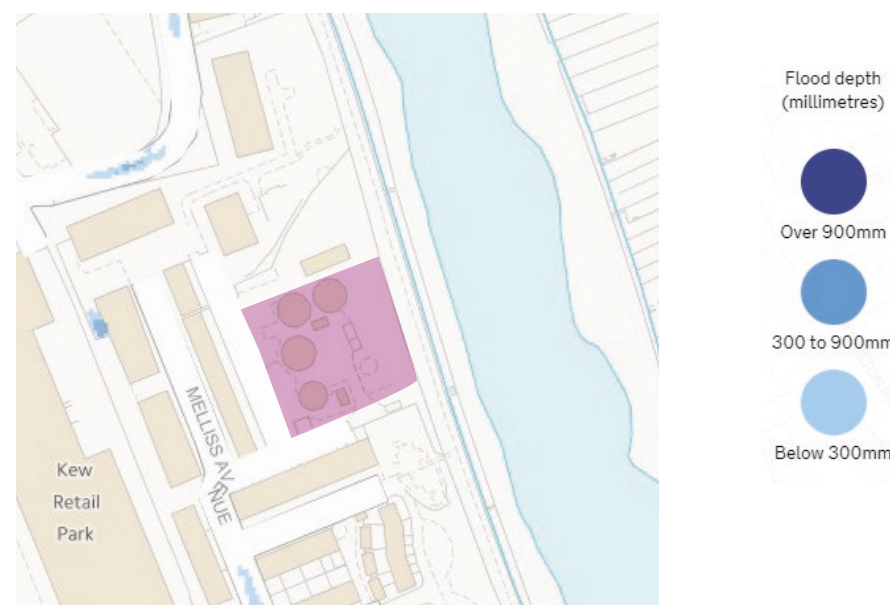 MELLISS AVENUE
Kew
Retail
Park
Flood depth
(millimetres)
Over 900mm
300 to 900mm
Below 300mm